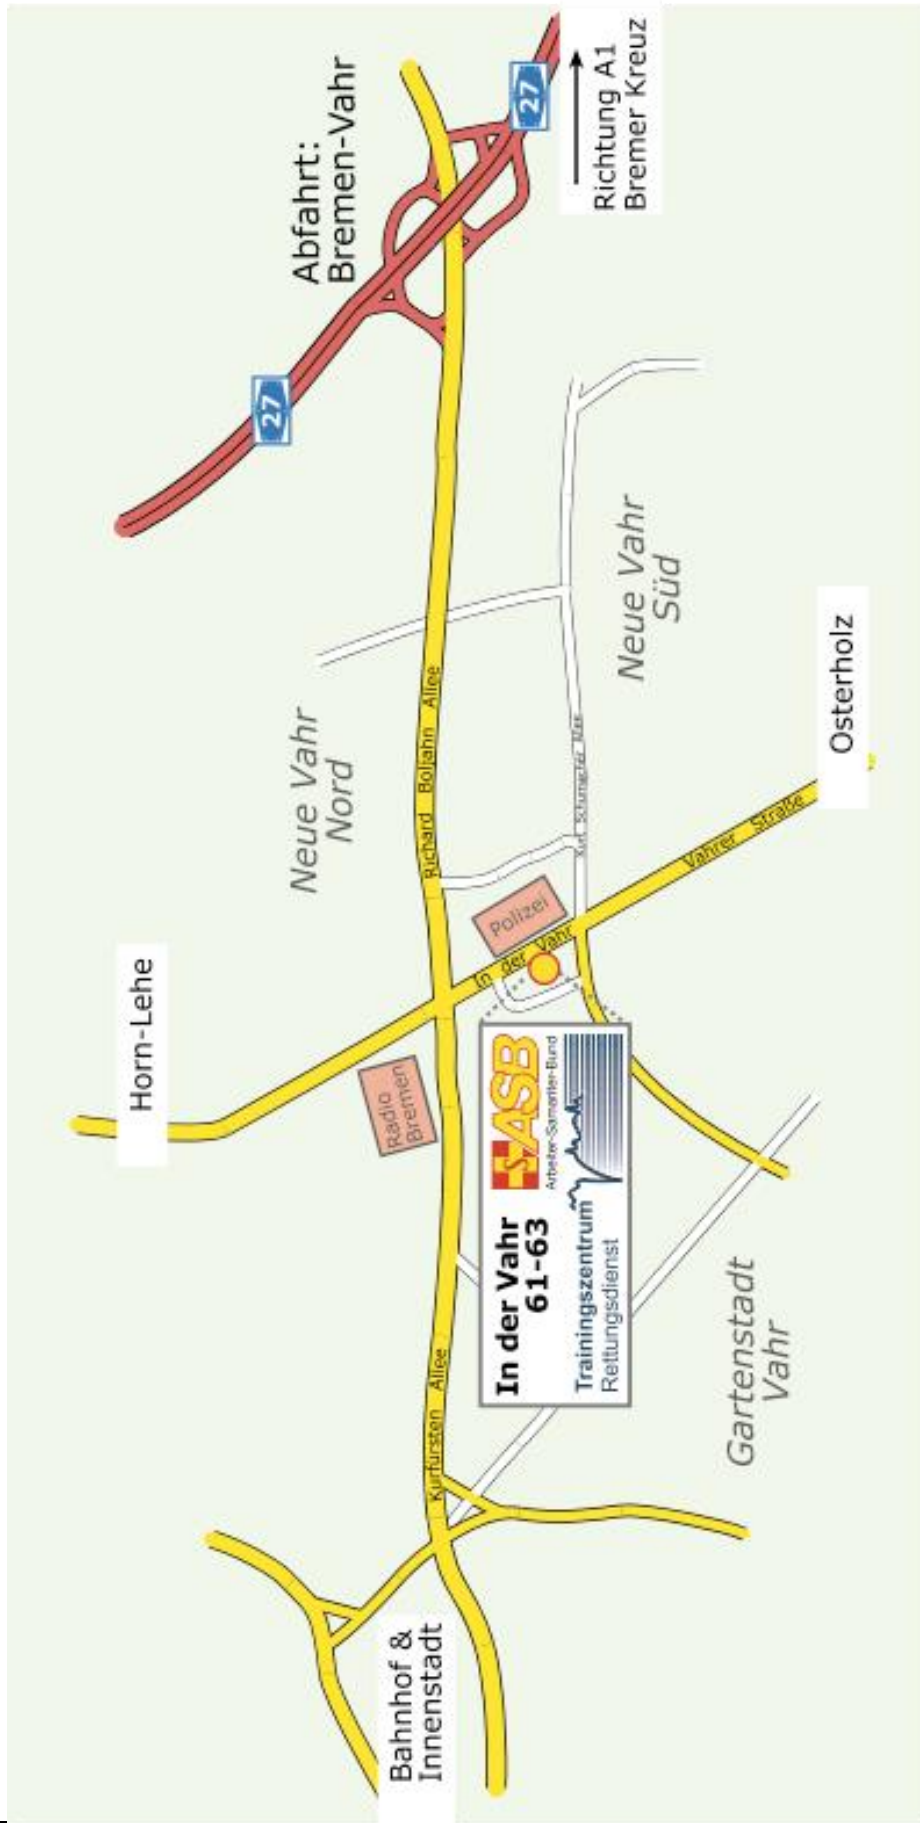 Horn-Lehe
27
Abfahrt:
Bremen-Vahr
Neue Vahr
Nord
Radio
Bremen
Bahnhof &
Innenstadt
Kurfursten Allee
Richard Boljahn Allee
27
Polizei
In der Vahr
In der Vahr
61-63
S ASB
Arbeiter-Samariter-Bund
Trainingszentrum
Rettungsdienst
Kurt
Allee
Richtung A1
Bremer Kreuz
Neue Vahr
Süd
Vahrer Straße
Gartenstadt
Vahr
Osterholz